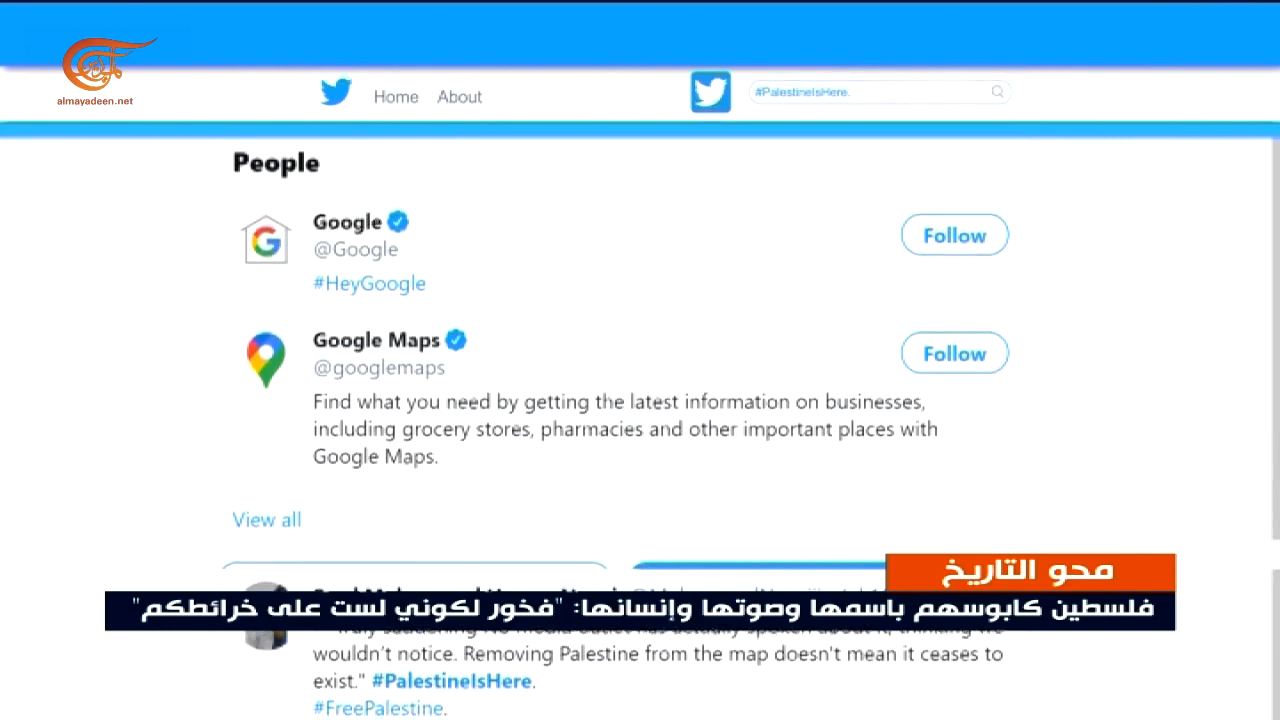 almayadeen.net
Home About
#PalestineIsHere.
People
Google
@Google
Follow
#HeyGoogle
Google Maps
@googlemaps
Follow
Find what you need by getting the latest information on businesses,
including grocery stores, pharmacies and other important places with
Google Maps.
View all
محو التاريخ
فلسطين كابوسهم باسمها وصوتها وإنسانها: "فخور لكوني لست على خرائطكم"
wouldn't notice. Removing Palestine from the map doesn't mean it ceases to
exist." #PalestineIsHere.
#FreePalestine.